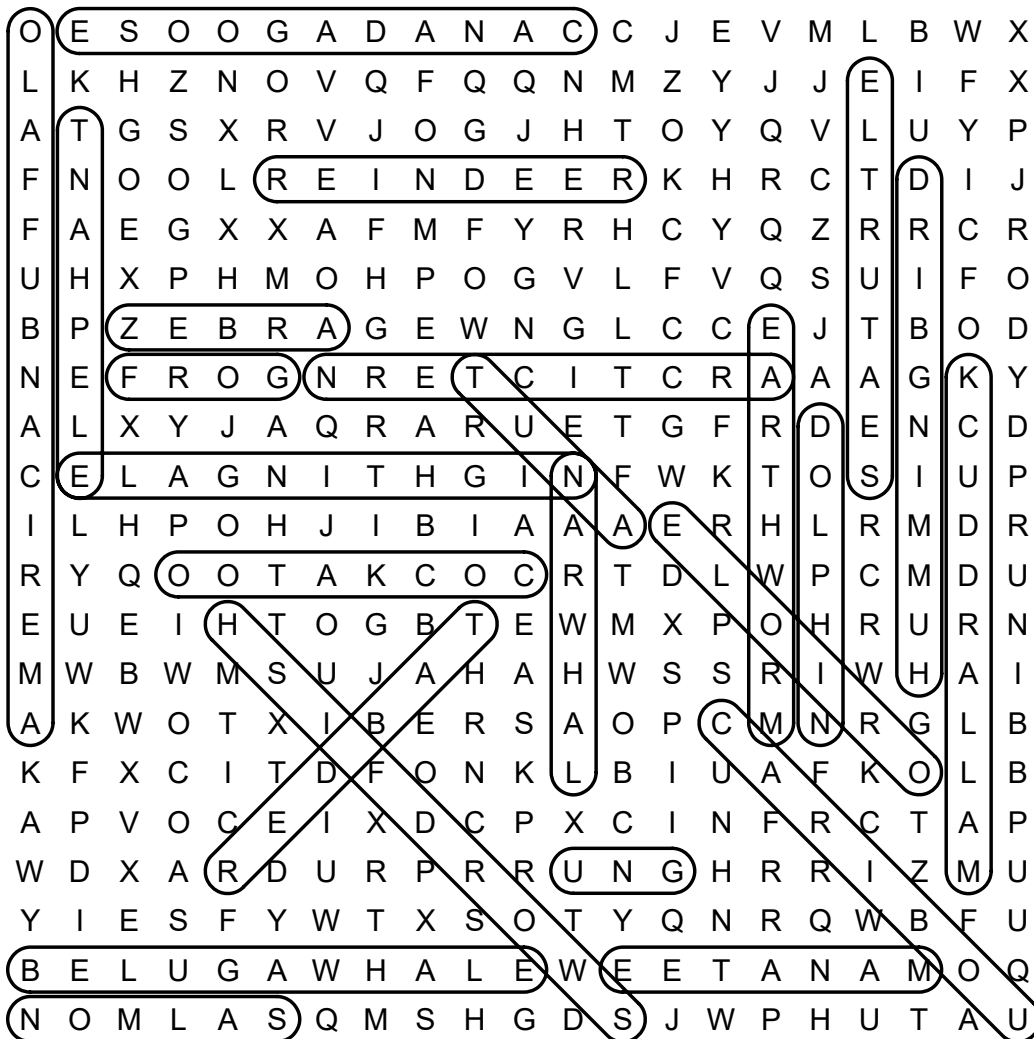 O E S O O G A D A N A C C J E V M L B W X
L K H Z N O V Q F Q Q N M Z Y J J E I F X
A T G S X R V J O G J H T O Y Q V L U Y P
F N O O L R E I N D E E R K H R C T D I J
F A E G X X A F M F Y R H C Y Q Z R R C R
U H X P H M O H P O G V L F V Q S U I F O
B P Z E B R A G E W N G L C C E J T B O D
N E F R O G N R E T C I T C R A A A G K Y
A L X Y J A Q R A R U E T G F R D E N C D
C E L A G N I T H G I N F W K T O S I U P
I L H P O H J I B I A A A E R H L R M D R
R Y Q O O T A K C O C R T D L W P C M D U
E U E I H T O G B T E W M X P O H R U R N
M W B W M S U J A H A H W S S R I W H A I
A K W O T X I B E R S A O P C M N R G L B
K F X C I T D F O N K L B I U A F K O L B
A P V O C E I X D C P X C I N F R C T A P
W D X A R D U R P R R U N G H R R I Z M U
Y I E S F Y W T X S O T Y Q N R Q W B F U
B E L U G A W H A L E W E E T A N A M O Q
N O M L A S Q M S H G D S J W P H U T A U